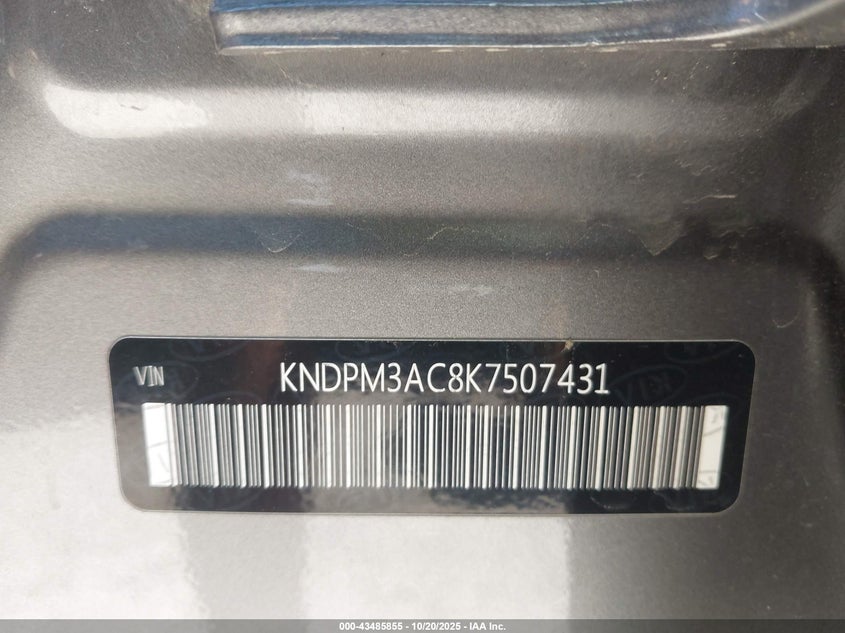 VIN KNDPM3AC8K7507431
000-43485855 | 10/20/2025 - IAA Inc.